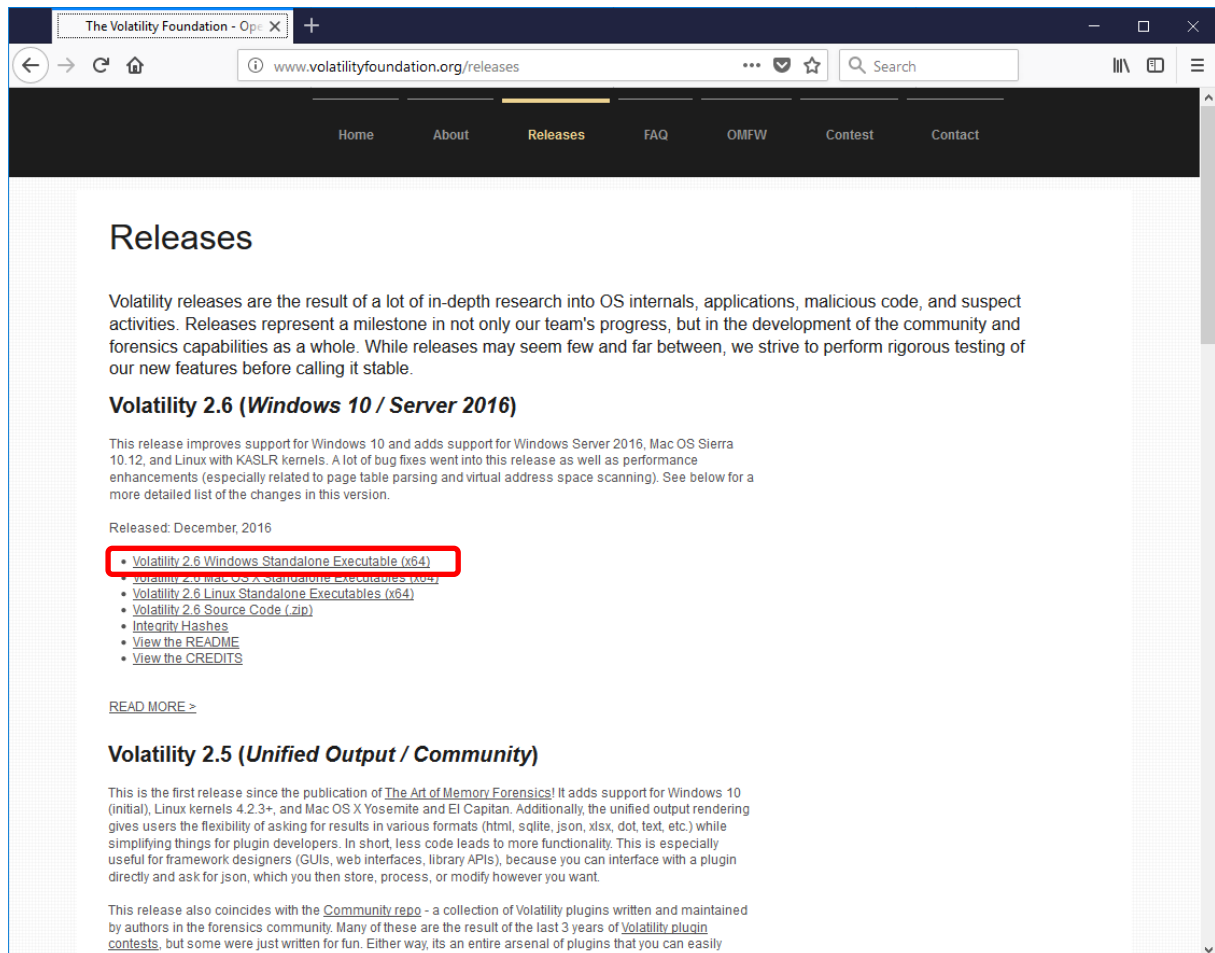 The Volatility Foundation - Ope
www.volatilityfoundation.org/releases
Search
Home About Releases FAQ OMFW Contest Contact
Releases
Volatility releases are the result of a lot of in-depth research into OS internals, applications, malicious code, and suspect
activities. Releases represent a milestone in not only our team's progress, but in the development of the community and
forensics capabilities as a whole. While releases may seem few and far between, we strive to perform rigorous testing of
our new features before calling it stable.
Volatility 2.6 (Windows 10 / Server 2016)
This release improves support for Windows 10 and adds support for Windows Server 2016, Mac OS Sierra
10.12, and Linux with KASLR kernels. A lot of bug fixes went into this release as well as performance
enhancements (especially related to page table parsing and virtual address space scanning). See below for a
more detailed list of the changes in this version.
Released: December, 2016
• Volatility 2.6 Windows Standalone Executable (x64)
• Volatility 2.6 Mac OS X Standalone Executables (x64)
• Volatility 2.6 Linux Standalone Executables (x64)
• Volatility 2.6 Source Code (.zip)
• Integrity Hashes
• View the README
• View the CREDITS
READ MORE >
Volatility 2.5 (Unified Output / Community)
This is the first release since the publication of The Art of Memory Forensics! It adds support for Windows 10
(initial), Linux kernels 4.2.3+, and Mac OS X Yosemite and El Capitan. Additionally, the unified output rendering
gives users the flexibility of asking for results in various formats (html, sqlite, json, xlsx, dot, text, etc.) while
simplifying things for plugin developers. In short, less code leads to more functionality. This is especially
useful for framework designers (GUIs, web interfaces, library APIs), because you can interface with a plugin
directly and ask for json, which you then store, process, or modify however you want.
This release also coincides with the Community repo - a collection of Volatility plugins written and maintained
by authors in the forensics community. Many of these are the result of the last 3 years of Volatility plugin
contests, but some were just written for fun. Either way, its an entire arsenal of plugins that you can easily